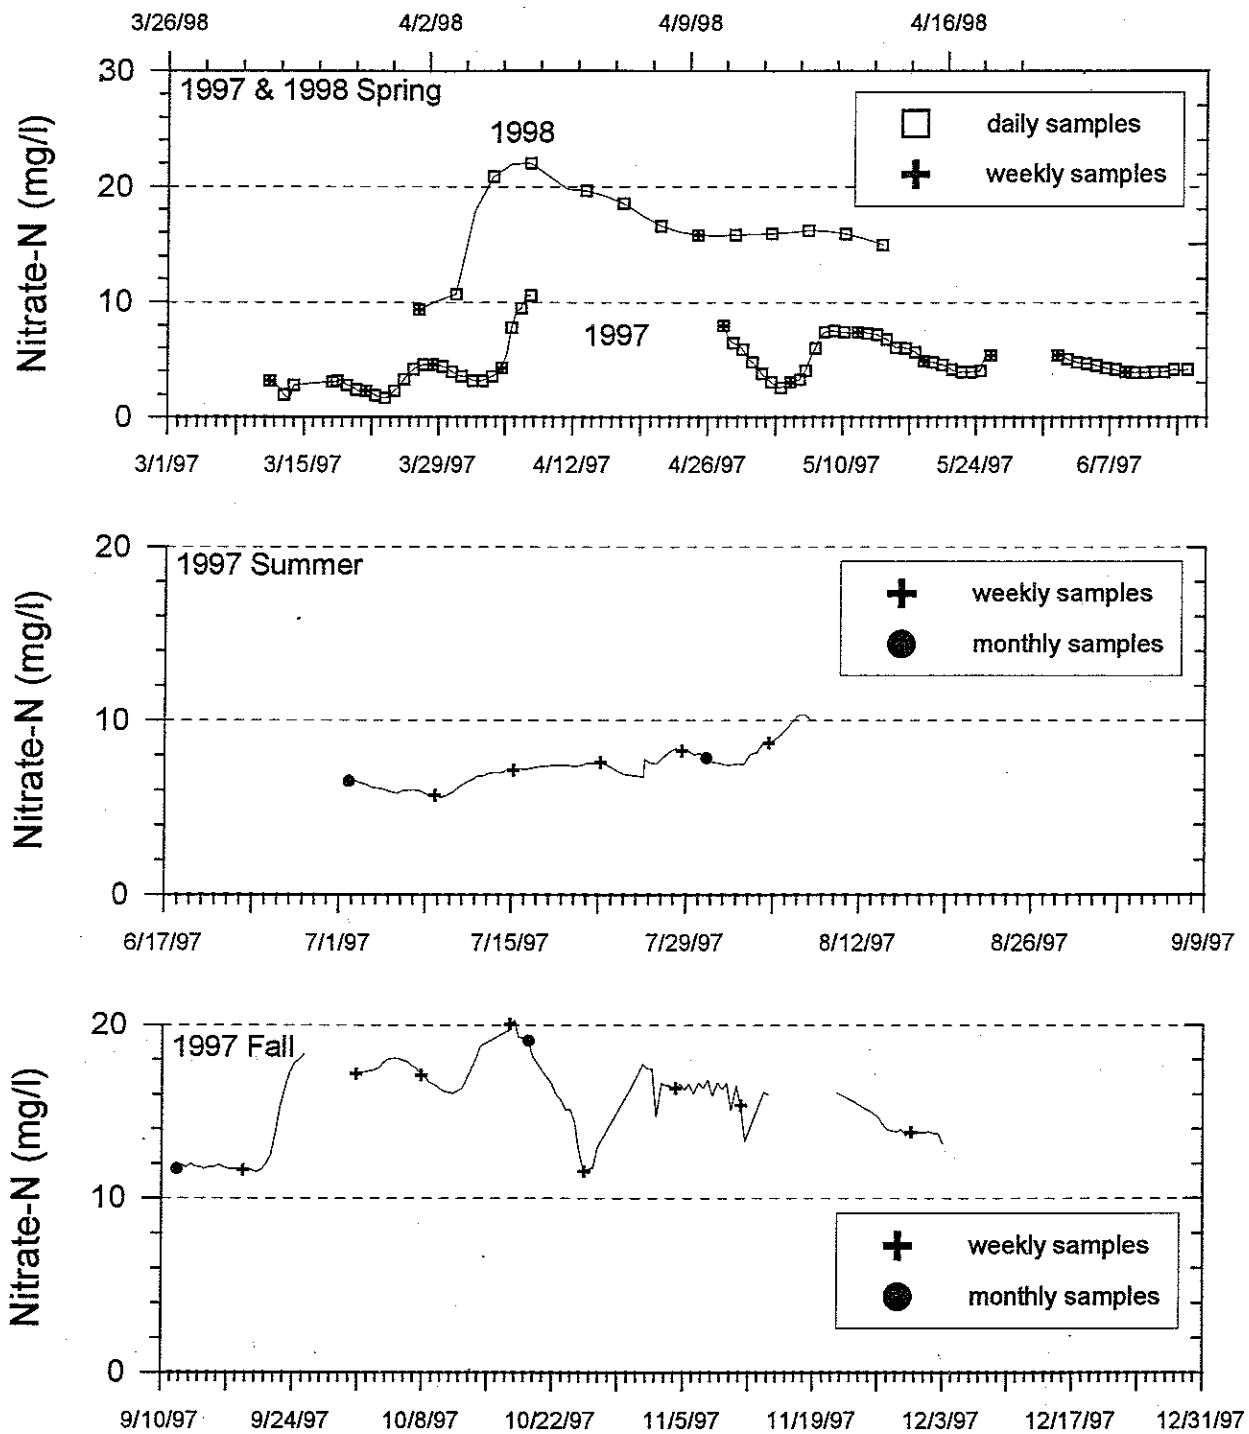 3/26/98 4/2/98 4/9/98 4/16/98
30
1997 & 1998 Spring
daily samples
1998
weekly samples
20
10
1997
0
Nitrate-N (mg/l)
3/1/97 3/15/97 3/29/97 4/12/97 4/26/97 5/10/97 5/24/97 6/7/97
20
1997 Summer
weekly samples
monthly samples
10
0
Nitrate-N (mg/l)
6/17/97 7/1/97 7/15/97 7/29/97 8/12/97 8/26/97 9/9/97
20
1997 Fall
10
weekly samples
monthly samples
0
Nitrate-N (mg/l)
9/10/97 9/24/97 10/8/97 10/22/97 11/5/97 11/19/97 12/3/97 12/17/97 12/31/97